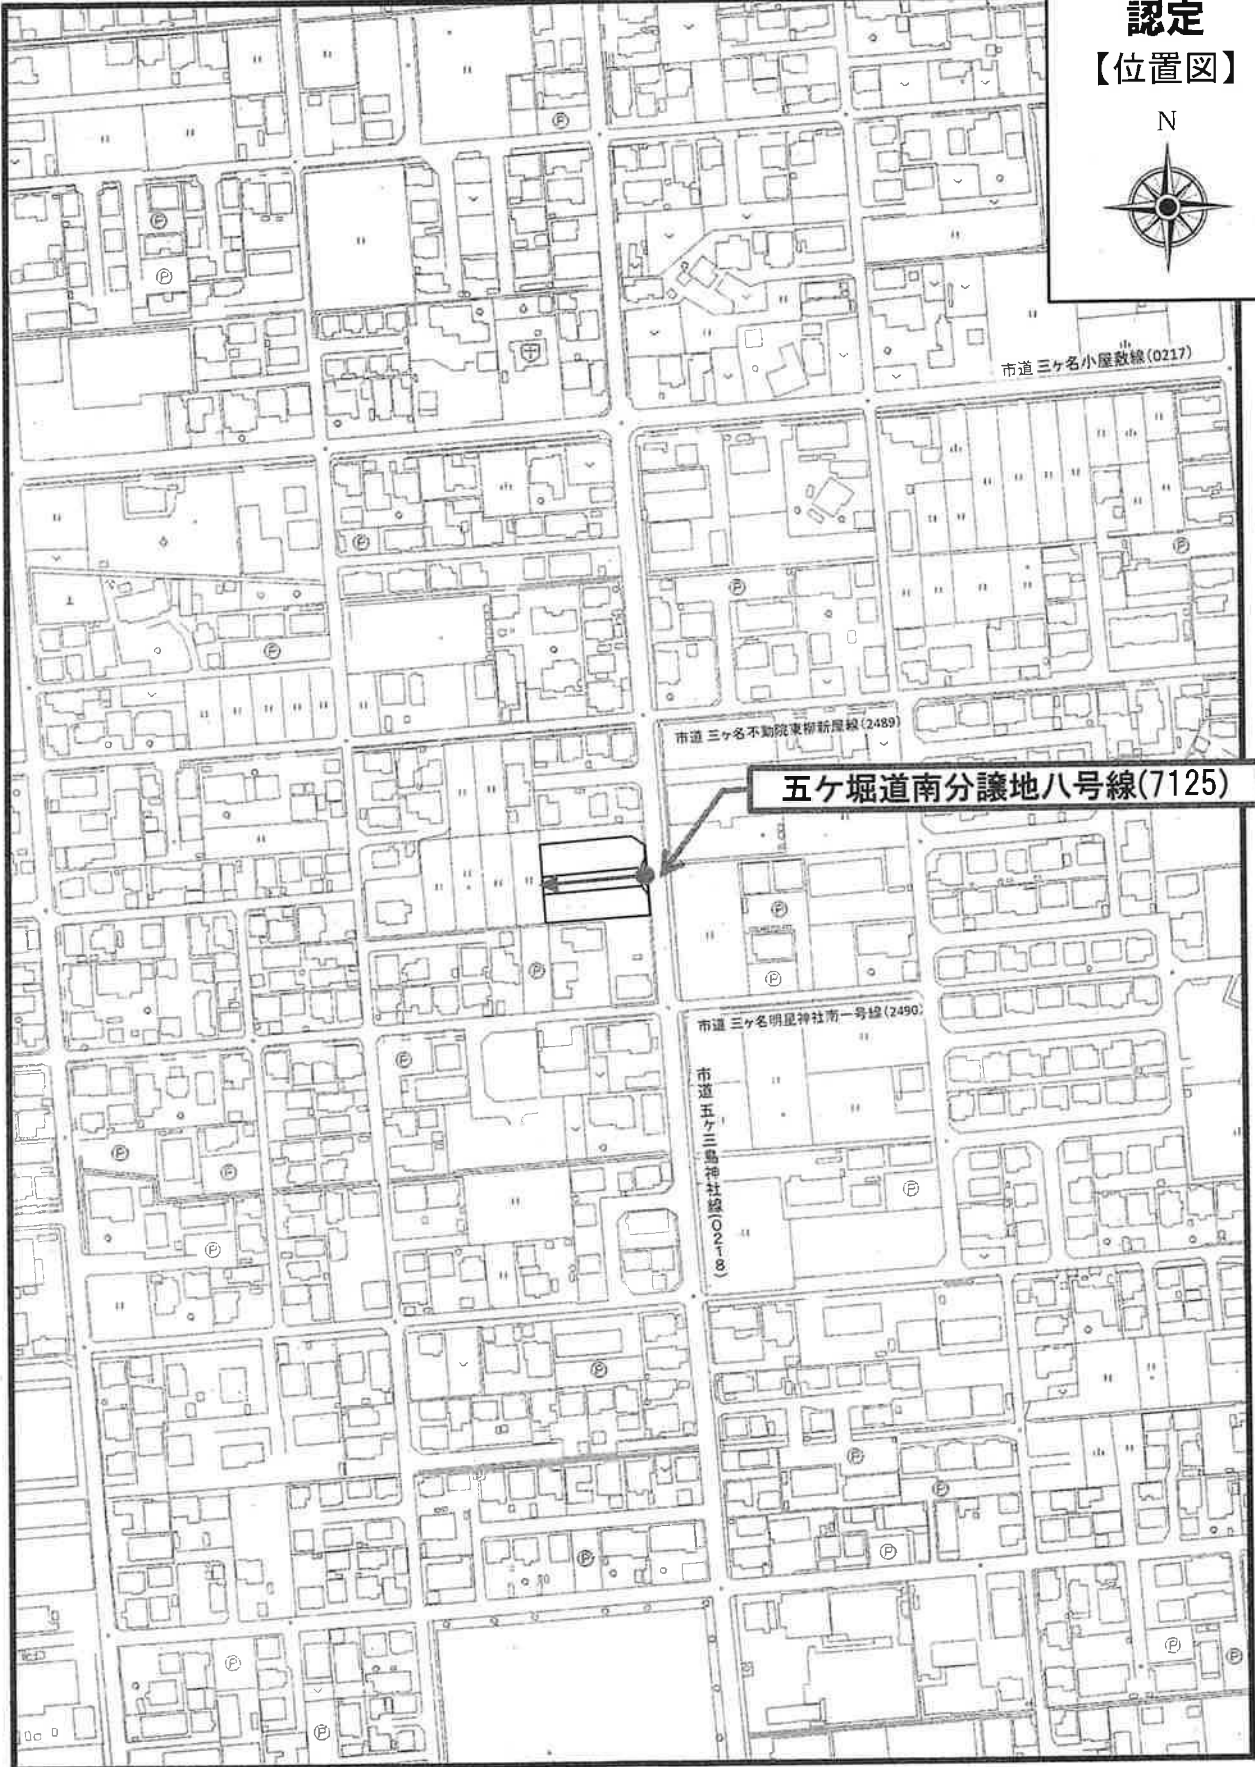 認定
【位置図】
N
市道 三ヶ名小屋敷線(0217)
市道 三ヶ名不動院東柳新屋線(2489)
五ケ堀道南分譲地八号線(7125)
市道 三ヶ名明星神社南一号線(2490)
市道 五ケ三島神社線(0218)